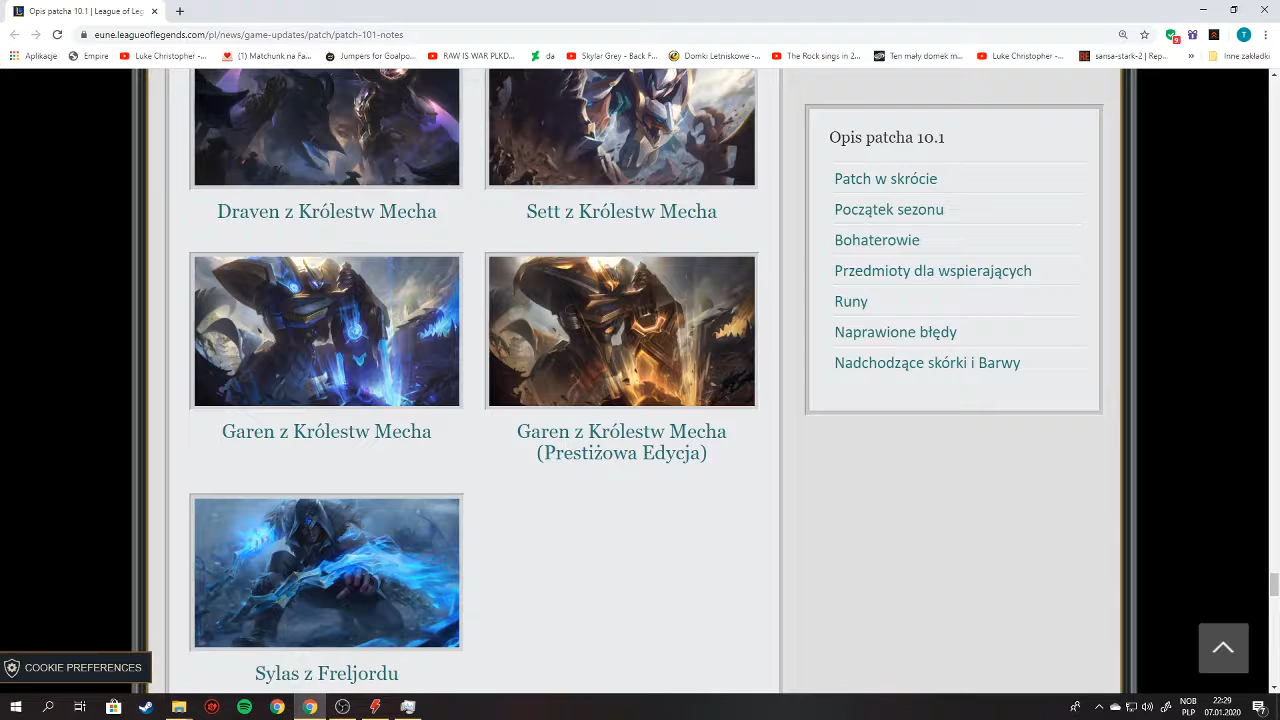 Opis patcha 10.1 | League of Leg
eune.leagueoflegends.com/pl/news/game-updates/patch/patch-101-notes
Aplikacje
Empire
Luke Christopher -...
Matchunk na Fa...
Jumpers for Goalpo...
RAW IS WAR PLKD...
da
Skylar Grey - Back F...
Domki Letniskowe -...
The Rock sings in 2...
Ten mały domek m...
Luke Christopher -...
sansa-stark-2 | Rep...
»
Inne zakładki
Draven z Królestw Mecha
Sett z Królestw Mecha
Garen z Królestw Mecha
Garen z Królestw Mecha
(Prestiżowa Edycja)
Sylas z Freljordu
Opis patcha 10.1
Patch w skrócie
Początek sezonu
Bohaterowie
Przedmioty dla wspierających
Runy
Naprawione błędy
Nadchodzące skórki i Barwy
COOKIE PREFERENCES
NOB
PLP
22:29
07.01.2020